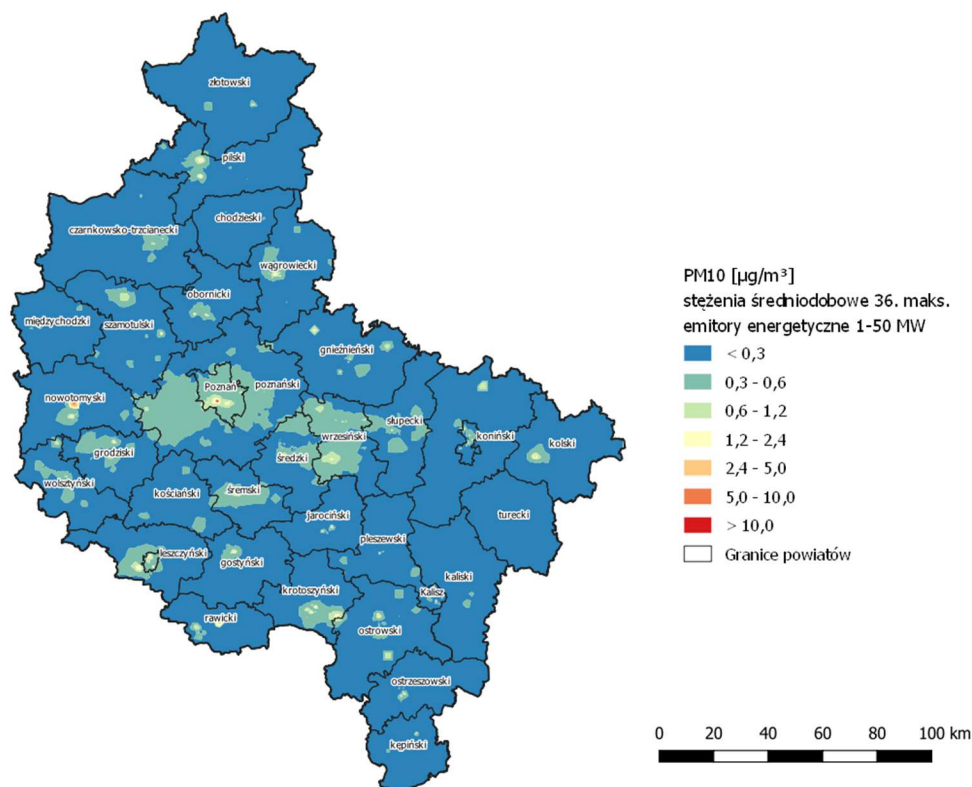 złotowski
pilski
chodzieski
czarnkowsko-trzcianecki
wągrowiecki
obornicki
międzychodzki
szamotulski
gnieźnieński
Poznań
poznański
nowotomyski
słupecki
wrzesiński
koniński
kolski
grodziski
średzki
wolsztyński
kościański
śremski
jarociński
turecki
pleszewski
leszczyński
gostyński
kaliski
krotoszyński
Kalisz
rawicki
ostrowski
ostrzeszowski
kępiński
PM10 [µg/m³]
stężenia średniodobowe 36. maks.
emitory energetyczne 1-50 MW
< 0,3
0,3 - 0,6
0,6 - 1,2
1,2 - 2,4
2,4 - 5,0
5,0 - 10,0
> 10,0
Granice powiatów
0 20 40 60 80 100 km